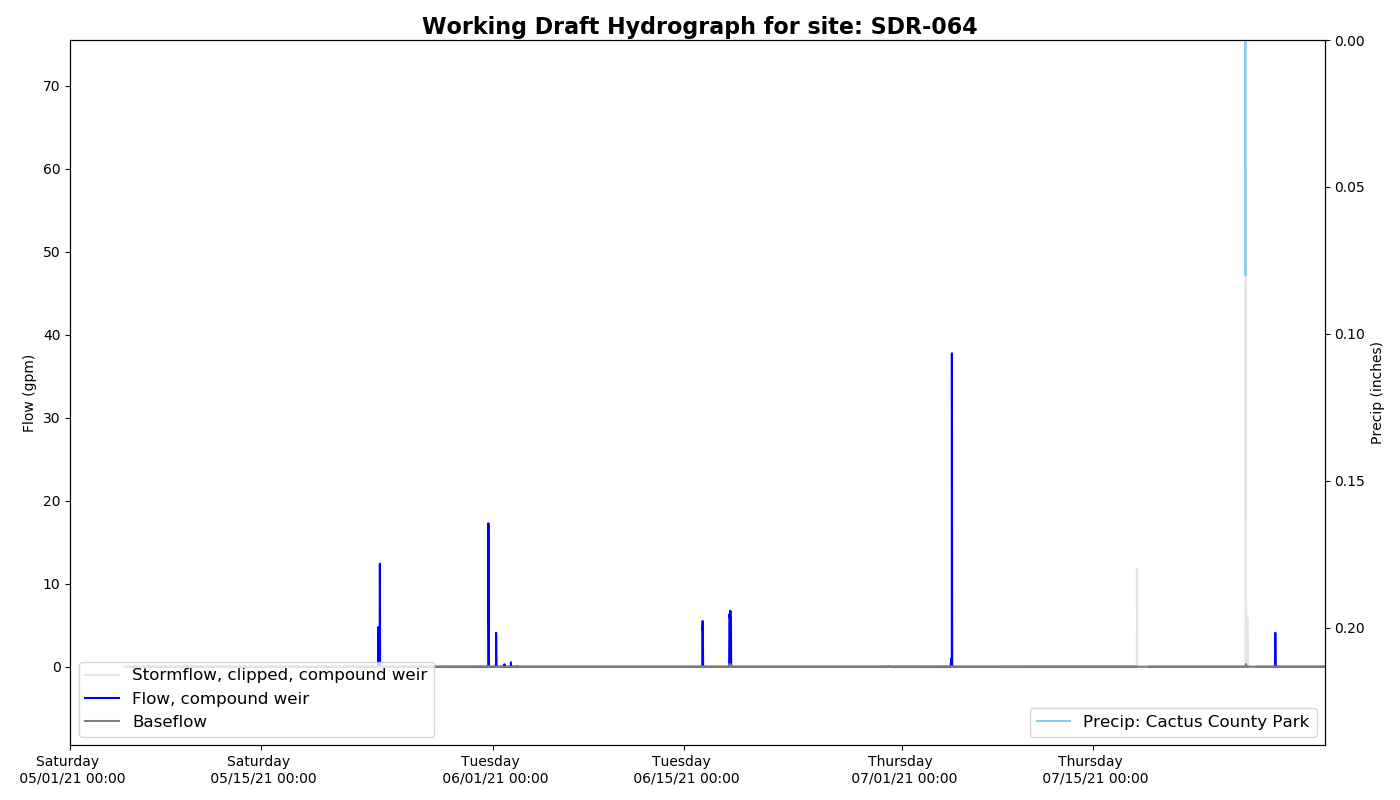 Working Draft Hydrograph for site: SDR-064
70
60
50
40
30
20
10
0
Flow (gpm)
0.00
0.05
0.10
0.15
0.20
Precip (inches)
Stormflow, clipped, compound weir
Flow, compound weir
Baseflow
Precip: Cactus County Park
Saturday
05/01/21 00:00
Saturday
05/15/21 00:00
Tuesday
06/01/21 00:00
Tuesday
06/15/21 00:00
Thursday
07/01/21 00:00
Thursday
07/15/21 00:00